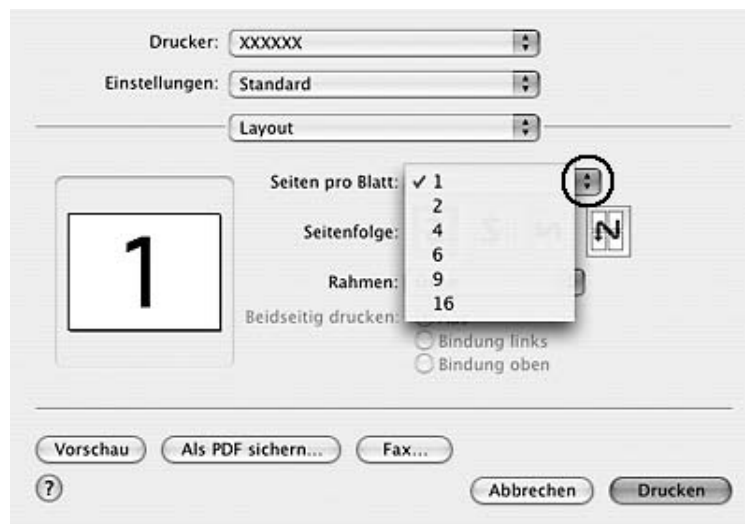 Drucker: XXXXXX
Einstellungen: Standard
Layout
Seiten pro Blatt: ✓ 1
2
4
6
9
16
1
Seitenfolge:
Rahmen:
Beidseitig drucken:
Bindung links
Bindung oben
Vorschau Als PDF sichern... Fax...
? Abbrechen Drucken